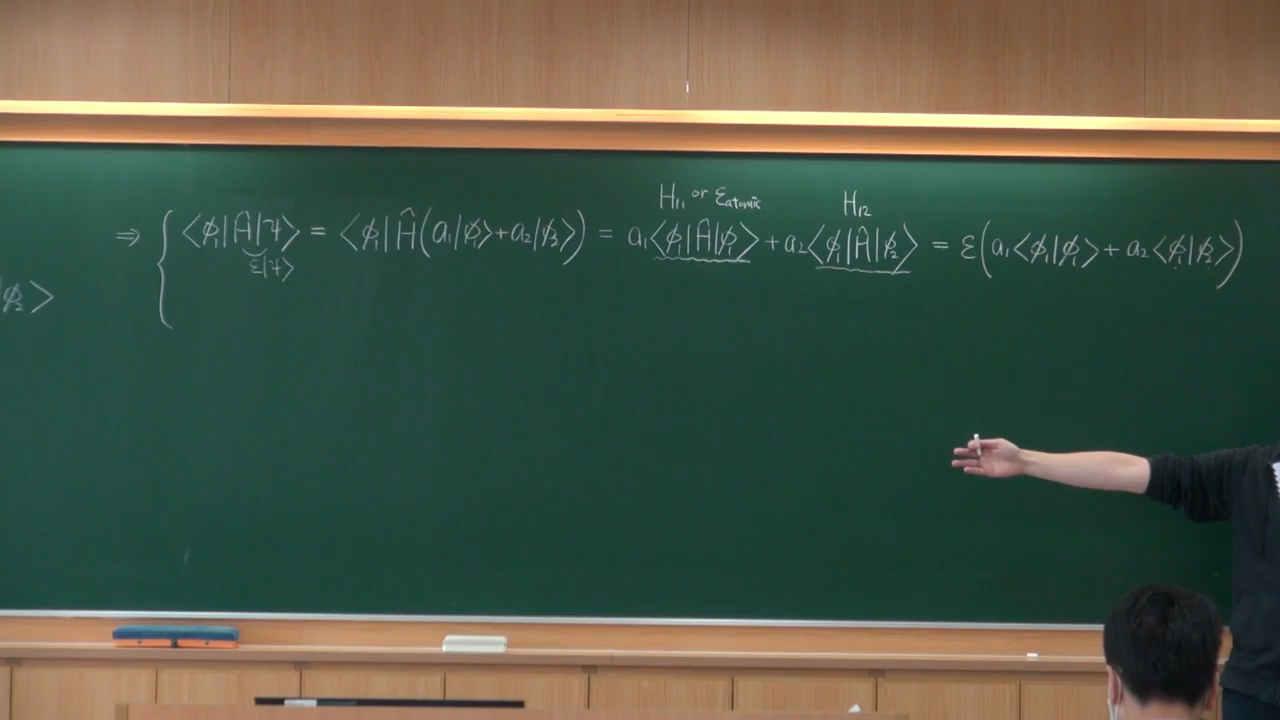 H₁₁ or ε_atomic H₁₂
⇒ { ⟨ϕ₁|Ĥ|ψ⟩ = ⟨ϕ₁|Ĥ(a₁|ϕ₁⟩+a₂|ϕ₂⟩) = a₁⟨ϕ₁|Ĥ|ϕ₁⟩ + a₂⟨ϕ₁|Ĥ|ϕ₂⟩ = ε(a₁⟨ϕ₁|ϕ₁⟩ + a₂⟨ϕ₁|ϕ₂⟩)
ε|ψ⟩
|ϕ₂⟩